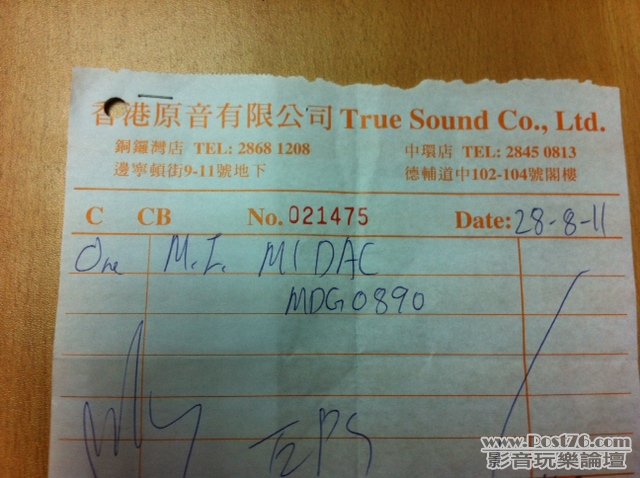 香港原音有限公司 True Sound Co., Ltd.
銅鑼灣店 TEL: 2868 1208 中環店 TEL: 2845 0813
邊寧頓街9-11號地下 德輔道中102-104號閣樓
C CB No. 021475 Date: 28-8-11
One M.I. M1 DAC
MDG0890
www.Post76.com
影音玩樂論壇